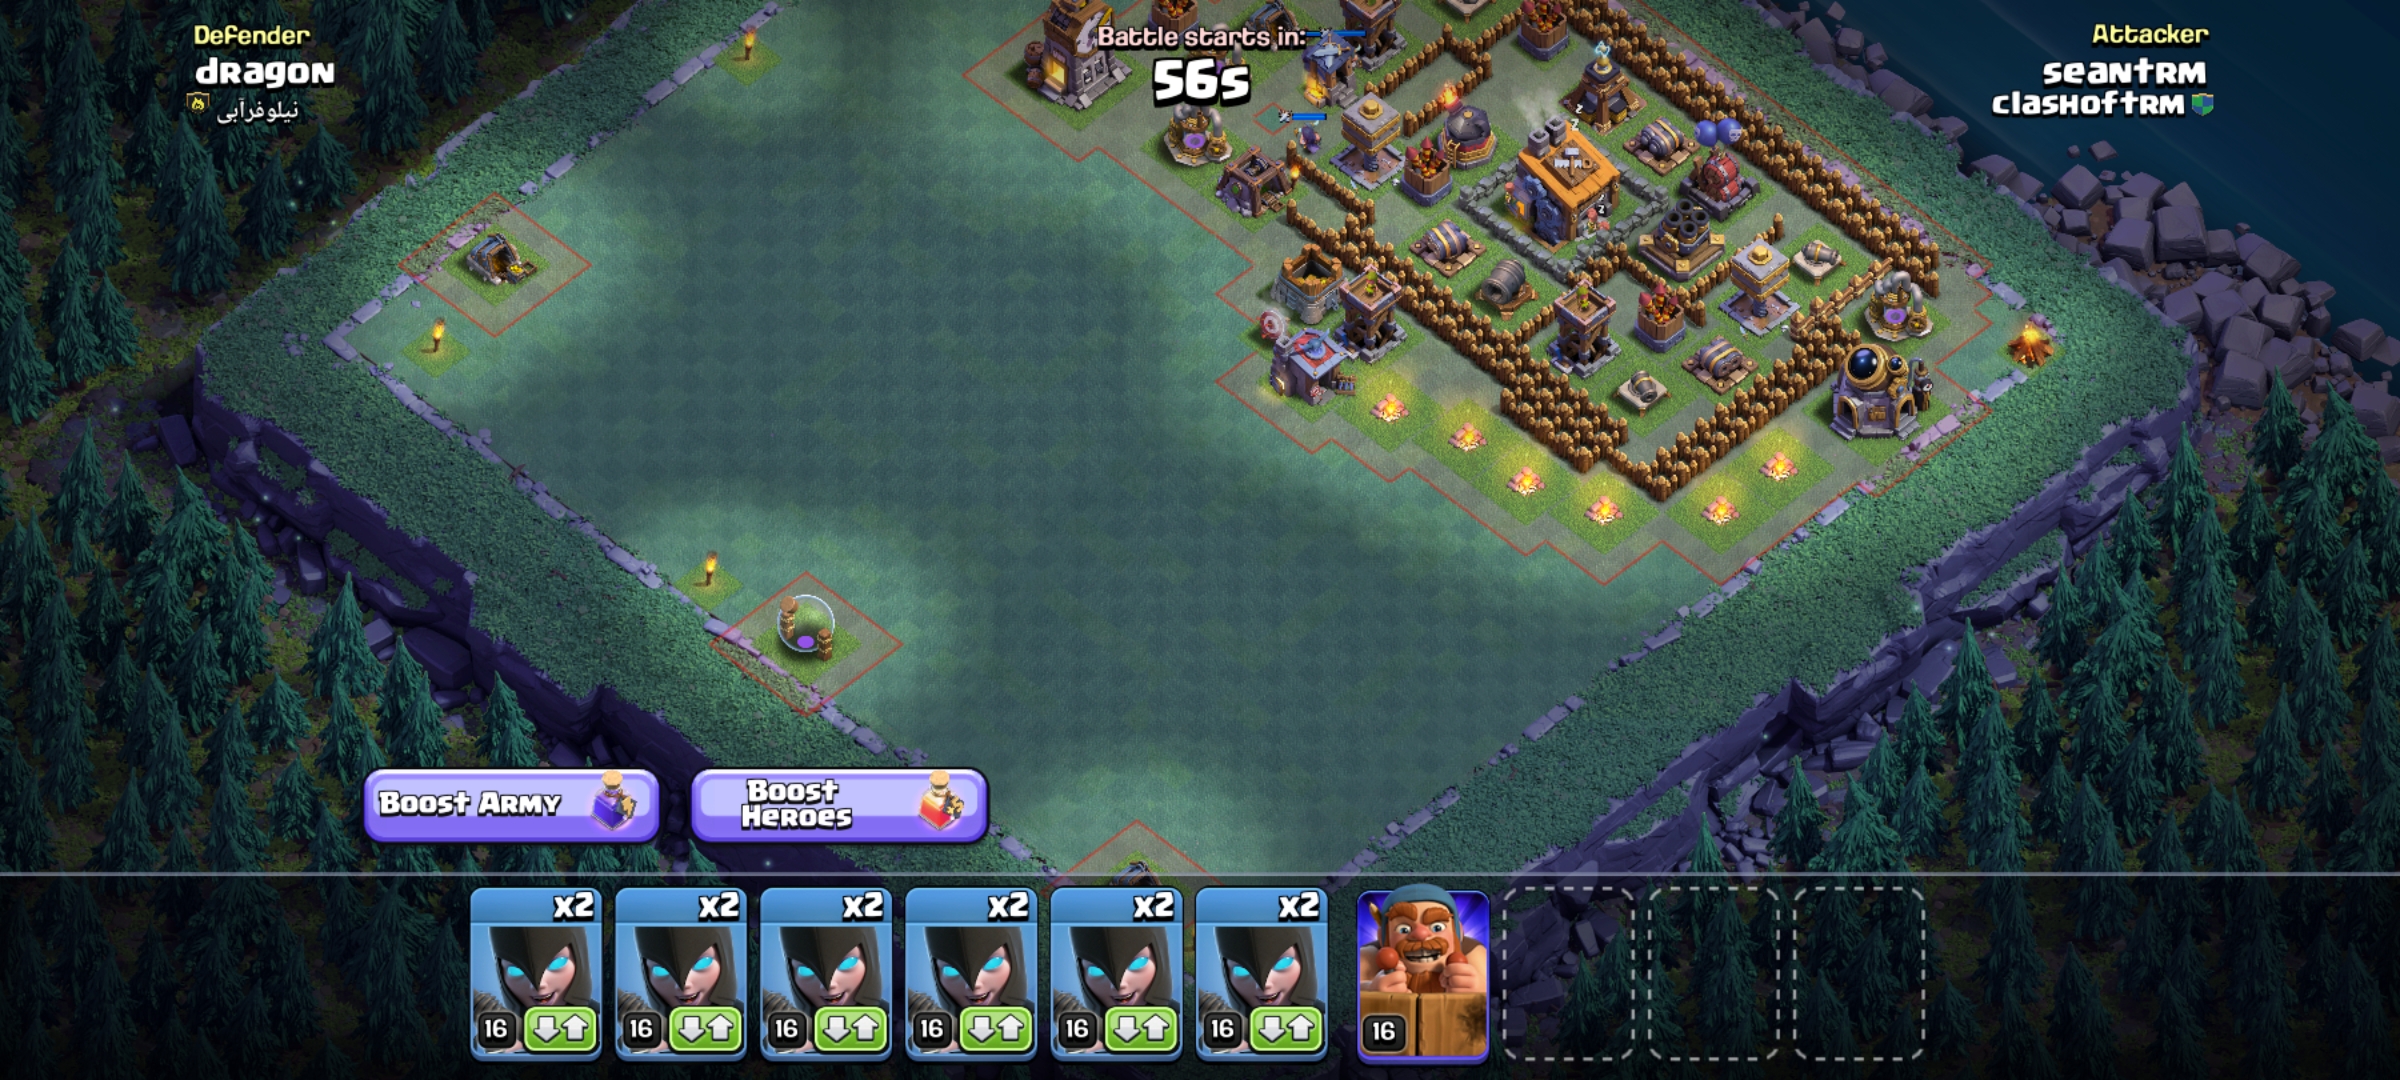 Defender
dragon
نیلوفرآبی
Battle starts in:
56s
Attacker
seantRM
clashoftRM
Boost Army
Boost
Heroes
x2
x2
x2
x2
x2
x2
16
16
16
16
16
16
16